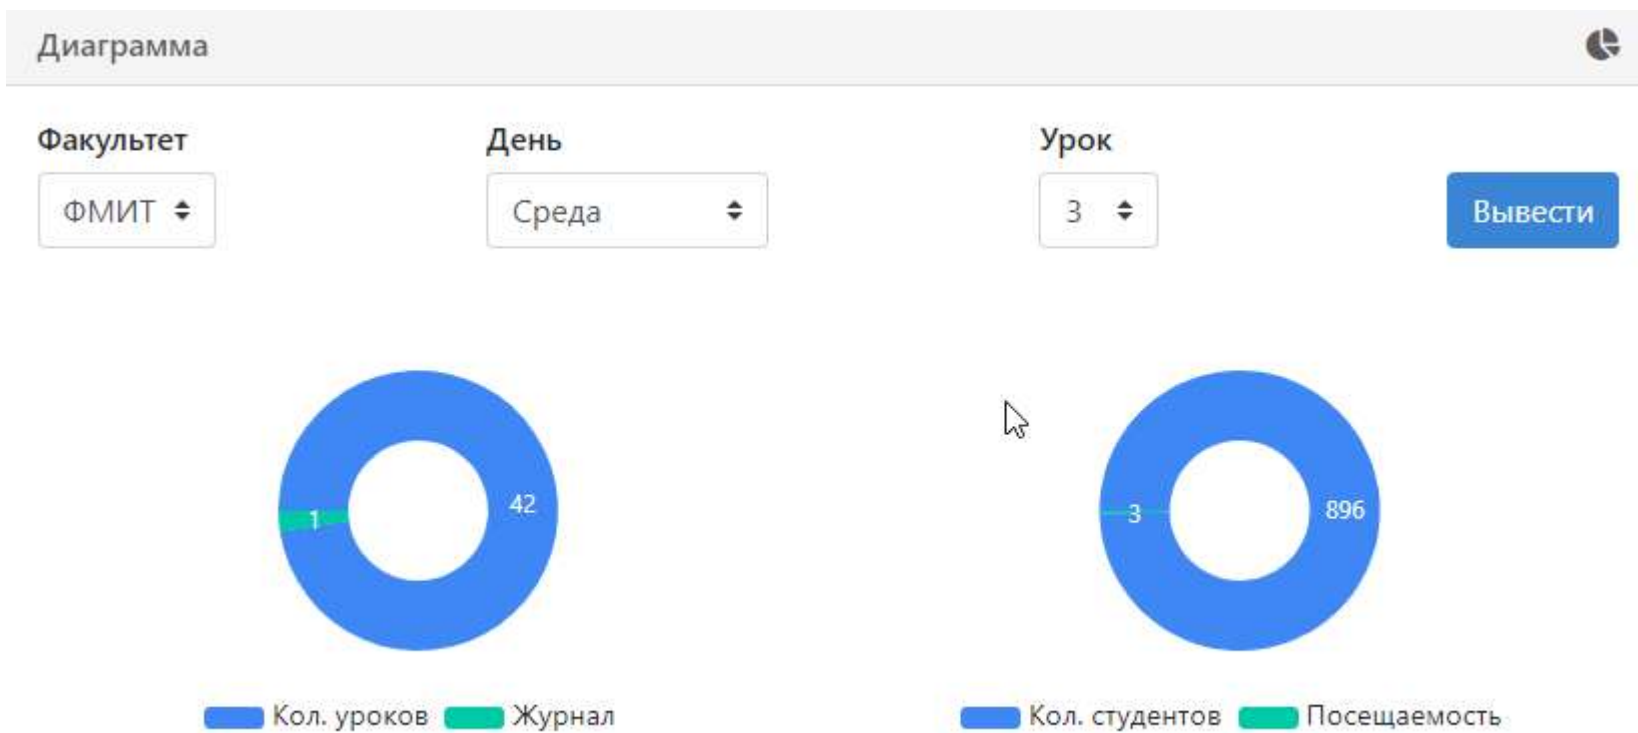 Диаграмма
Факультет День Урок
ФМИТ Среда 3 Вывести
1 42 3 896
Кол. уроков Журнал Кол. студентов Посещаемость